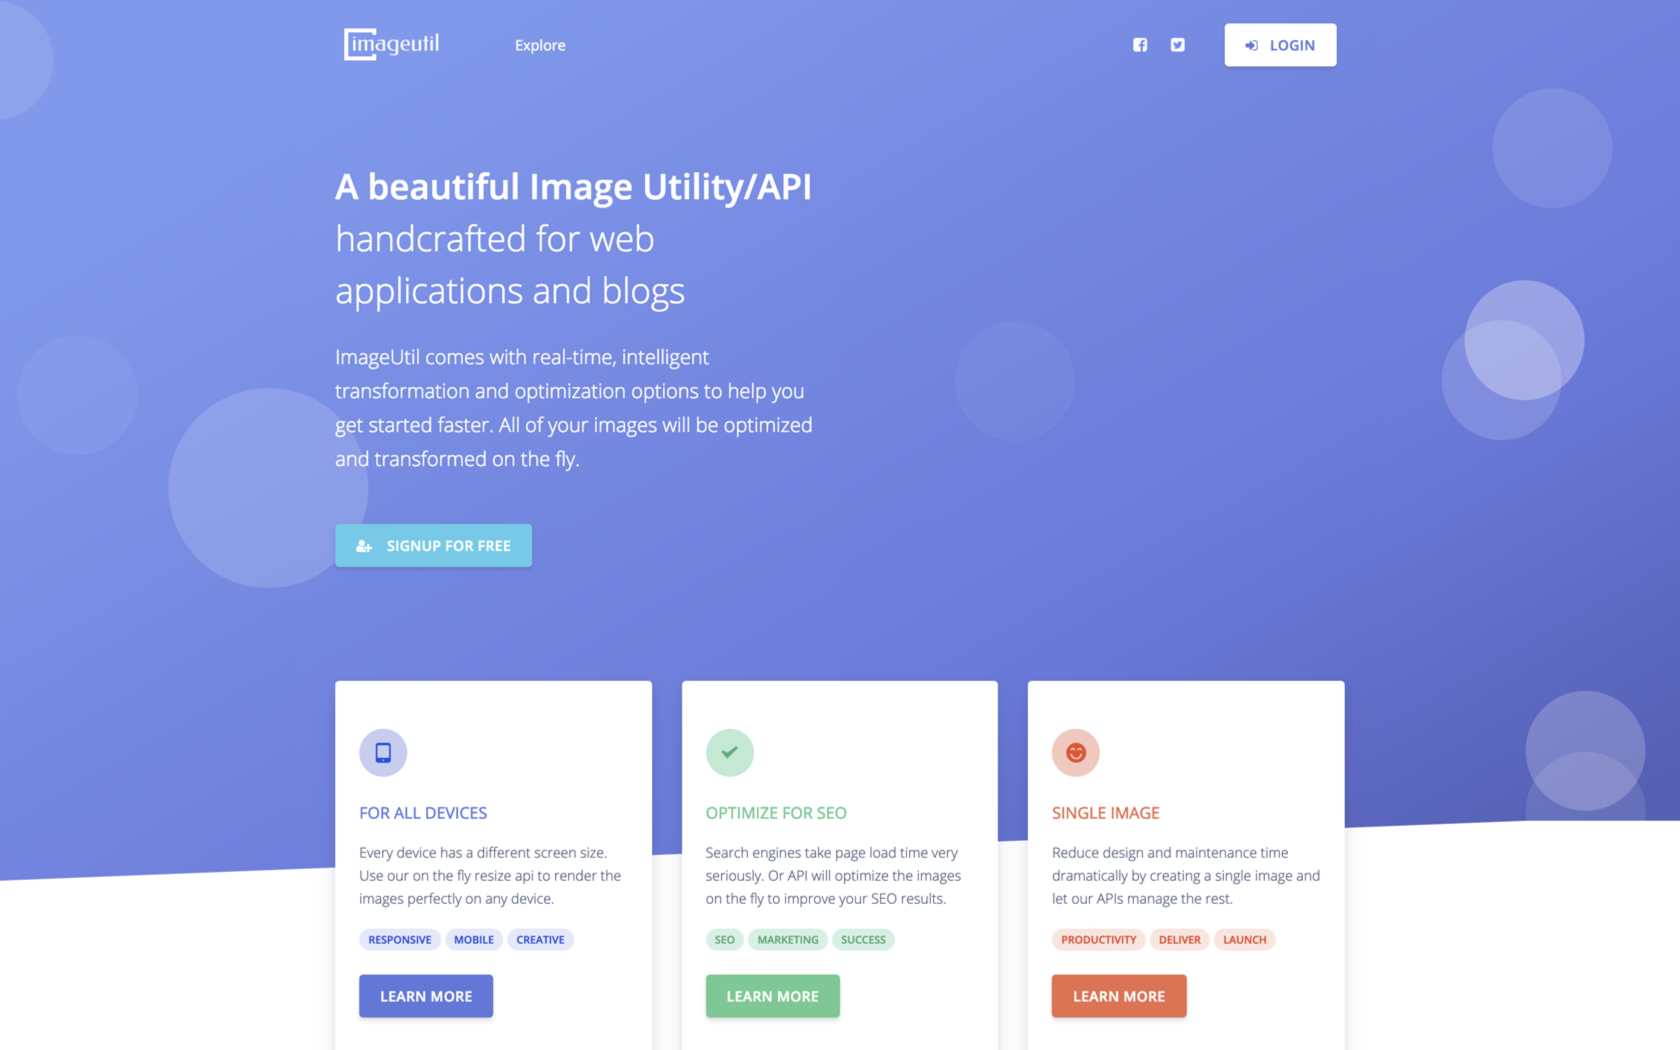 imageutil
Explore
LOGIN
A beautiful Image Utility/API
handcrafted for web
applications and blogs
ImageUtil comes with real-time, intelligent
transformation and optimization options to help you
get started faster. All of your images will be optimized
and transformed on the fly.
SIGNUP FOR FREE
FOR ALL DEVICES
Every device has a different screen size.
Use our on the fly resize api to render the
images perfectly on any device.
RESPONSIVE MOBILE CREATIVE
LEARN MORE
OPTIMIZE FOR SEO
Search engines take page load time very
seriously. Or API will optimize the images
on the fly to improve your SEO results.
SEO MARKETING SUCCESS
LEARN MORE
SINGLE IMAGE
Reduce design and maintenance time
dramatically by creating a single image and
let our APIs manage the rest.
PRODUCTIVITY DELIVER LAUNCH
LEARN MORE